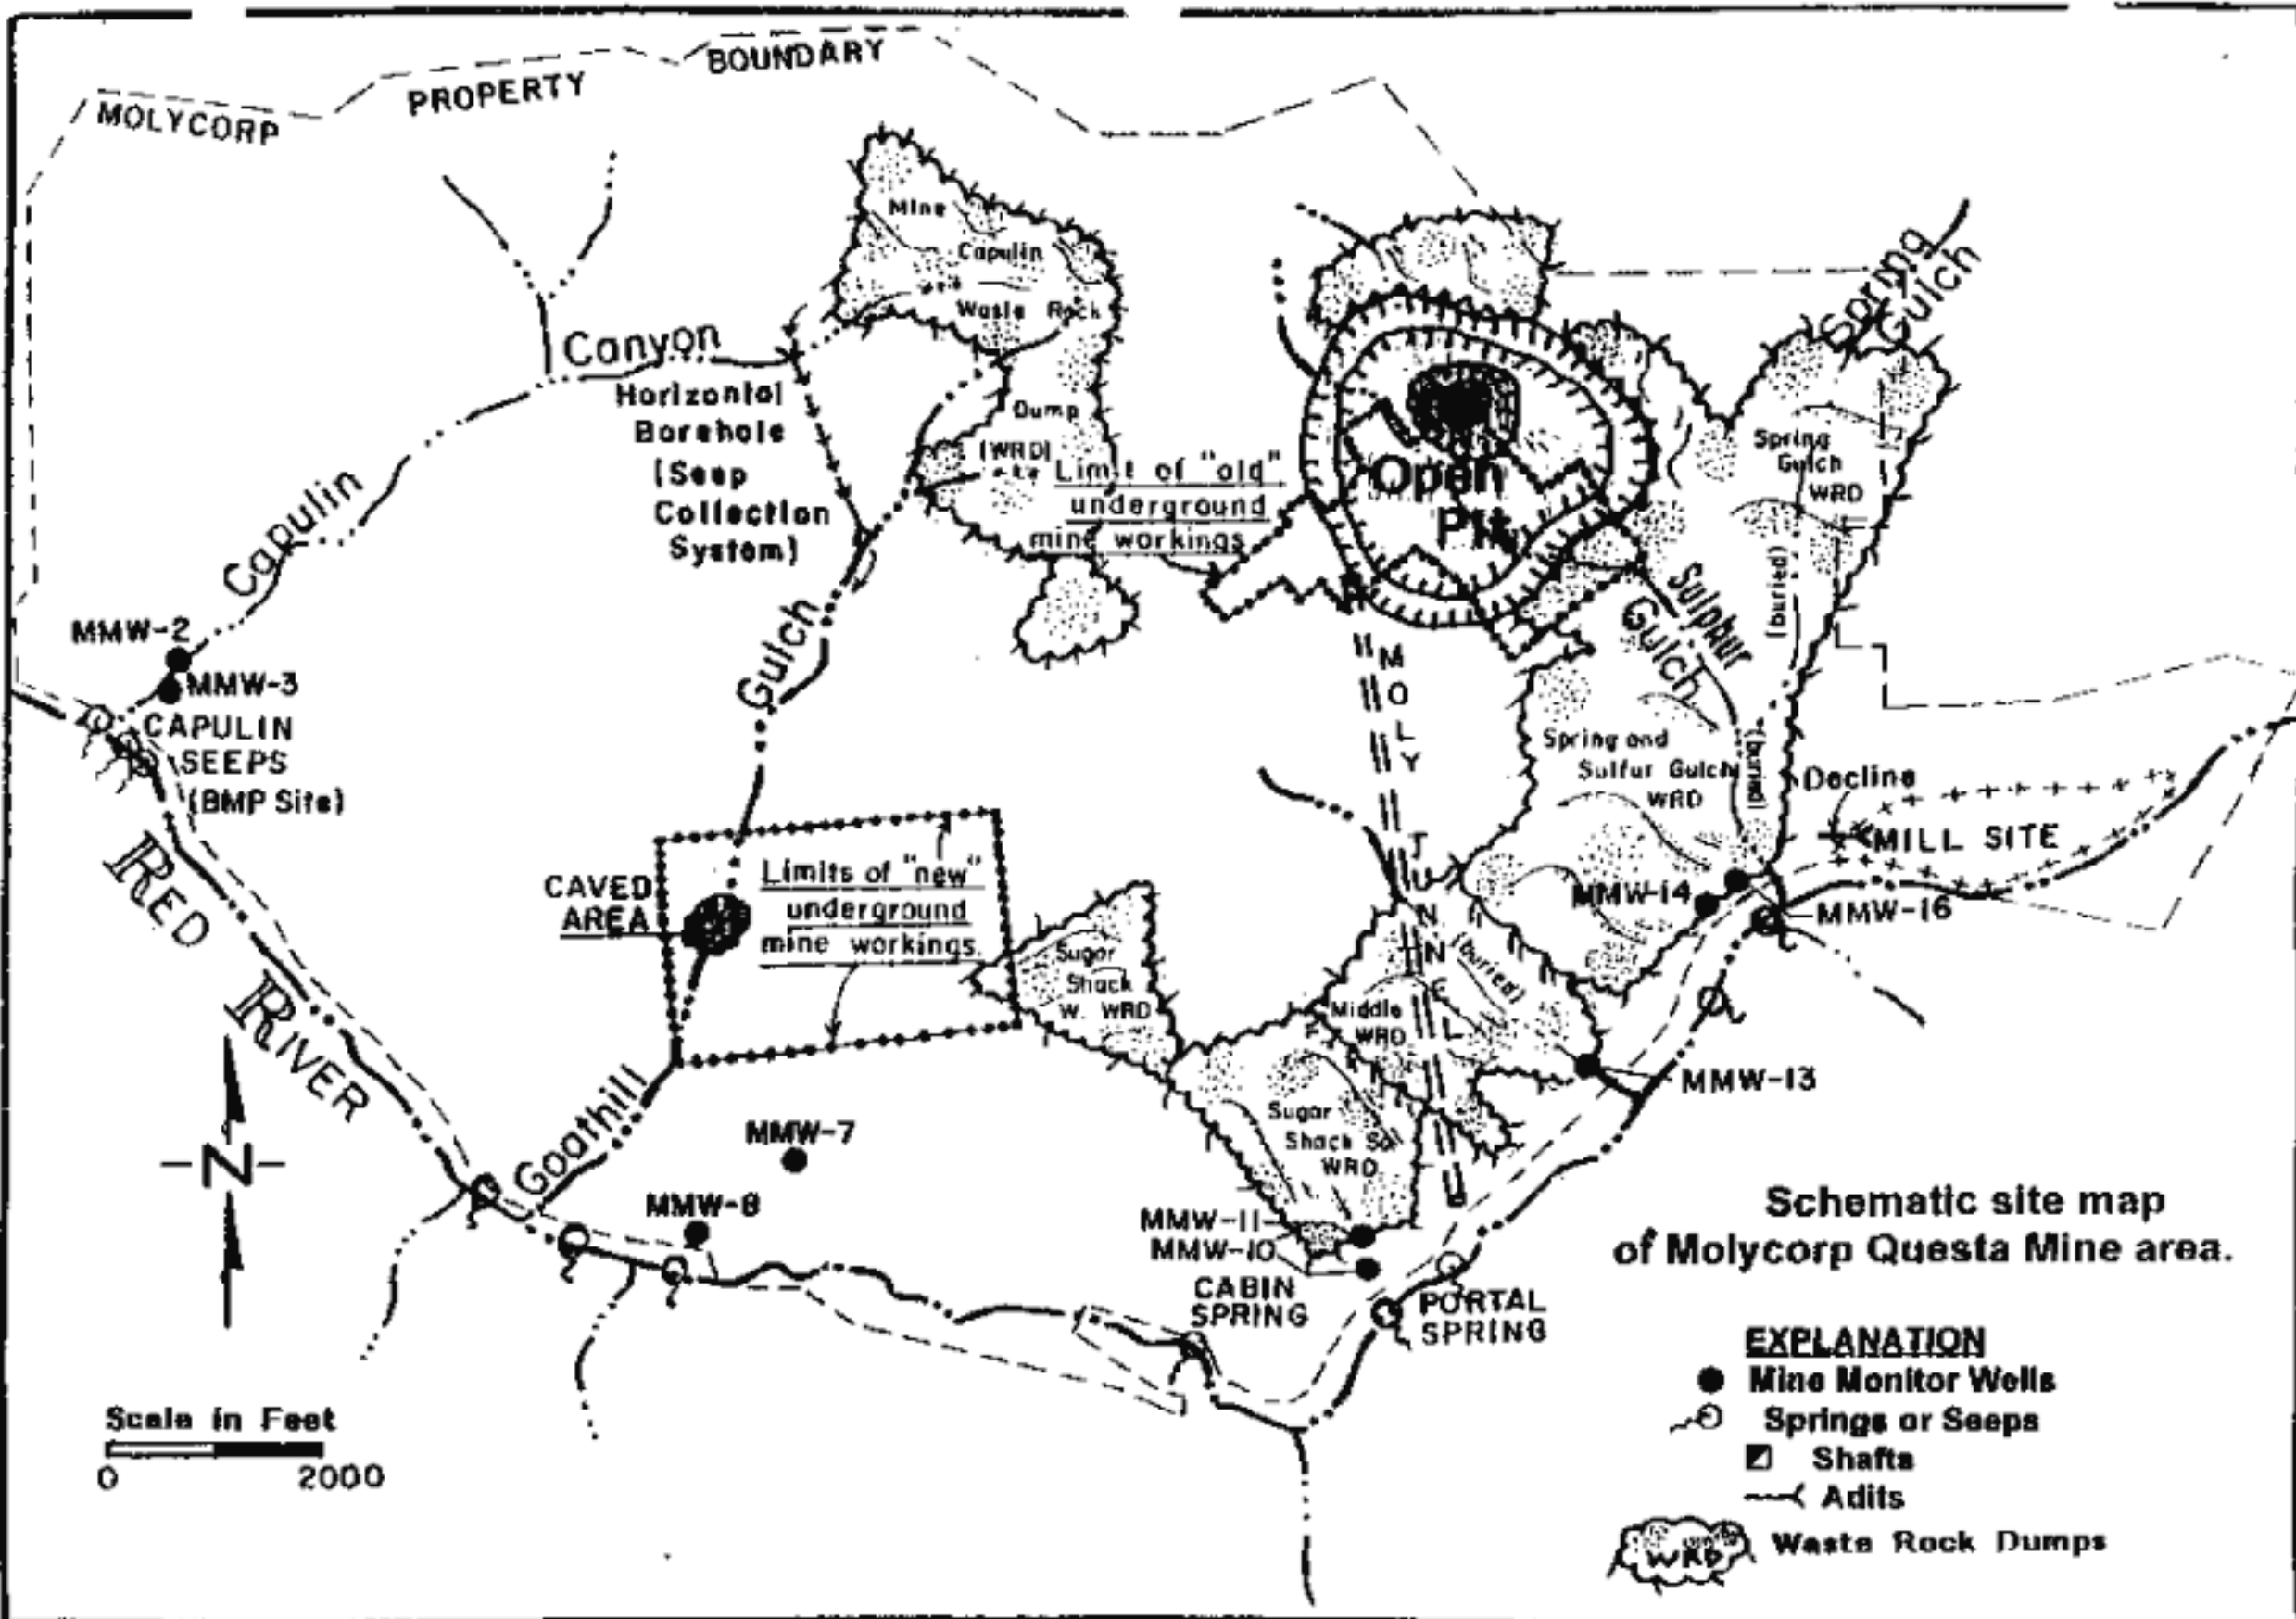 MOLYCORP
PROPERTY
BOUNDARY
Mine
Capulin
Waste Rock
Dump
(WRD)
Spring
Gulch
Canyon
Horizontal
Borehole
(Seep
Collection
System)
Capulin
Limit of "old"
underground
mine workings
Open
Pit
Spring
Gulch
WRD
(buried)
Sulphur
Gulch
MMW-2
MMW-3
CAPULIN
SEEPS
(BMP Site)
Gulch
MOLY
TUNNEL
Spring and
Sulfur Gulch
WRD
(buried)
Decline
MILL SITE
RED
RIVER
CAVED
AREA
Limits of "new"
underground
mine workings.
Sugar
Shack
W. WRD
MMW-14
MMW-16
(buried)
Middle
WRD
MMW-13
N
Goathill
MMW-7
MMW-8
Sugar
Shack So.
WRD
MMW-11
MMW-10
CABIN
SPRING
PORTAL
SPRING
Schematic site map
of Molycorp Questa Mine area.
EXPLANATION
Mine Monitor Wells
Springs or Seeps
Shafts
Adits
WRD
Waste Rock Dumps
Scale in Feet
0 2000